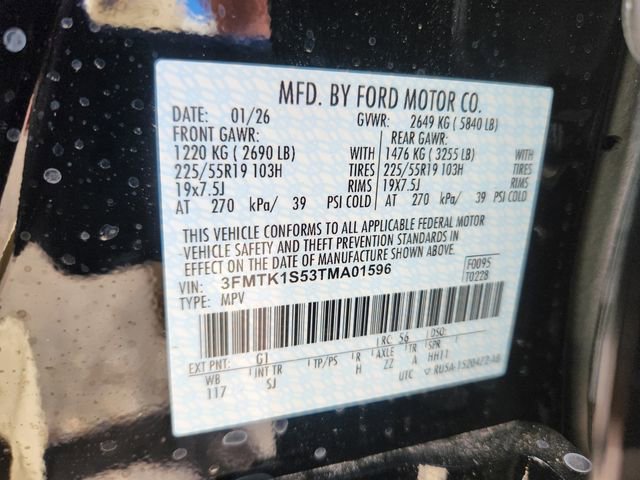 MFD. BY FORD MOTOR CO.
DATE: 01/26 GVWR: 2649 KG ( 5840 LB)
FRONT GAWR: REAR GAWR:
1220 KG ( 2690 LB) WITH 1476 KG ( 3255 LB) WITH
225/55R19 103H TIRES 225/55R19 103H TIRES
19x7.5J RIMS 19X7.5J RIMS
AT 270 kPa/ 39 PSI COLD AT 270 kPa/ 39 PSI COLD
THIS VEHICLE CONFORMS TO ALL APPLICABLE FEDERAL MOTOR
VEHICLE SAFETY AND THEFT PREVENTION STANDARDS IN
EFFECT ON THE DATE OF MANUFACTURE SHOWN ABOVE.
VIN: 3FMTK1S53TMA01596 F0095
TYPE: MPV T0228
EXT PNT: G1 RC: 56 DSO:
WB INT TR TP/PS R AXLE TR SPR
117 SJ H ZZ A HH11
UTC